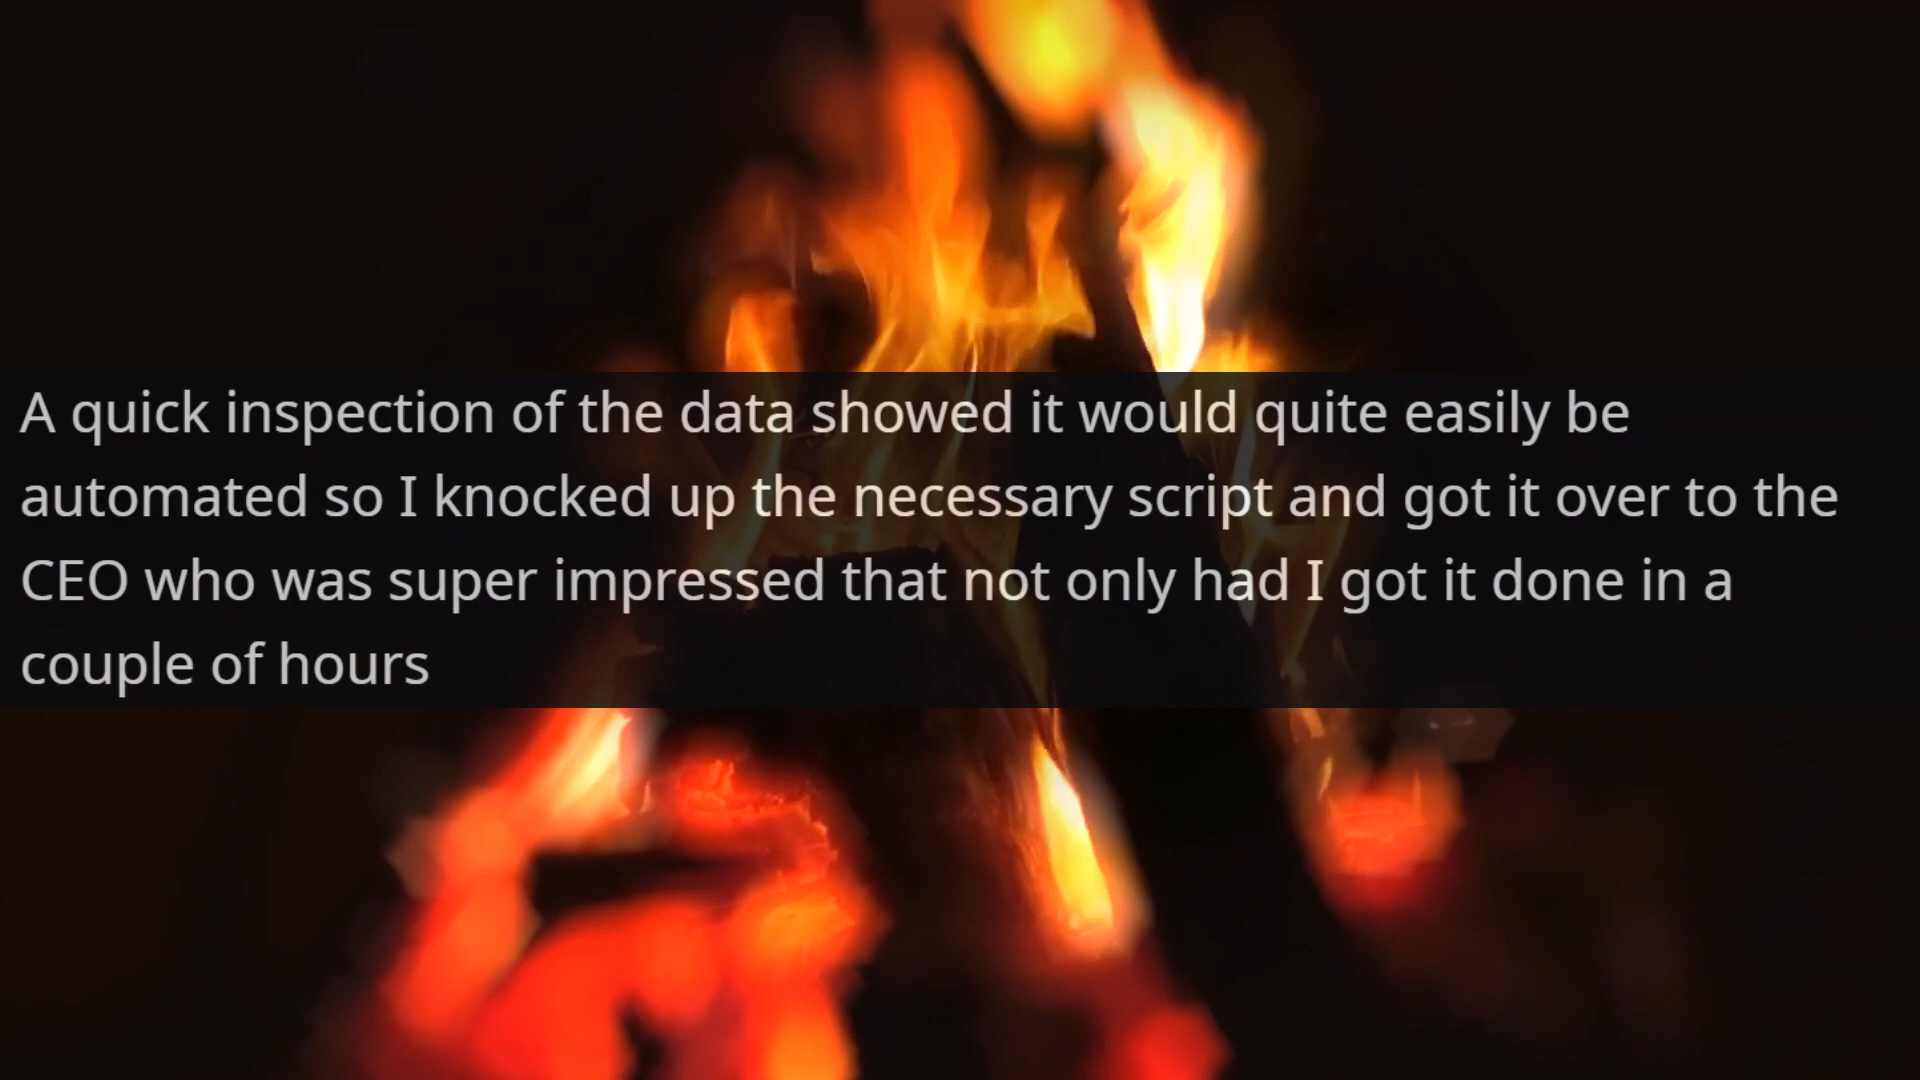 A quick inspection of the data showed it would quite easily be
automated so I knocked up the necessary script and got it over to the
CEO who was super impressed that not only had I got it done in a
couple of hours